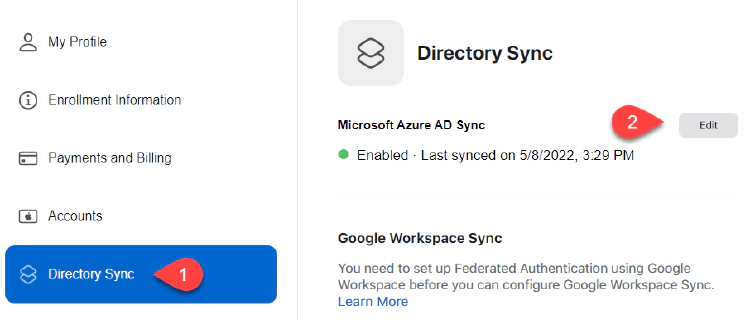 My Profile
Enrollment Information
Payments and Billing
Accounts
Directory Sync
1
Directory Sync
Microsoft Azure AD Sync
2
Edit
Enabled · Last synced on 5/8/2022, 3:29 PM
Google Workspace Sync
You need to set up Federated Authentication using Google
Workspace before you can configure Google Workspace Sync.
Learn More